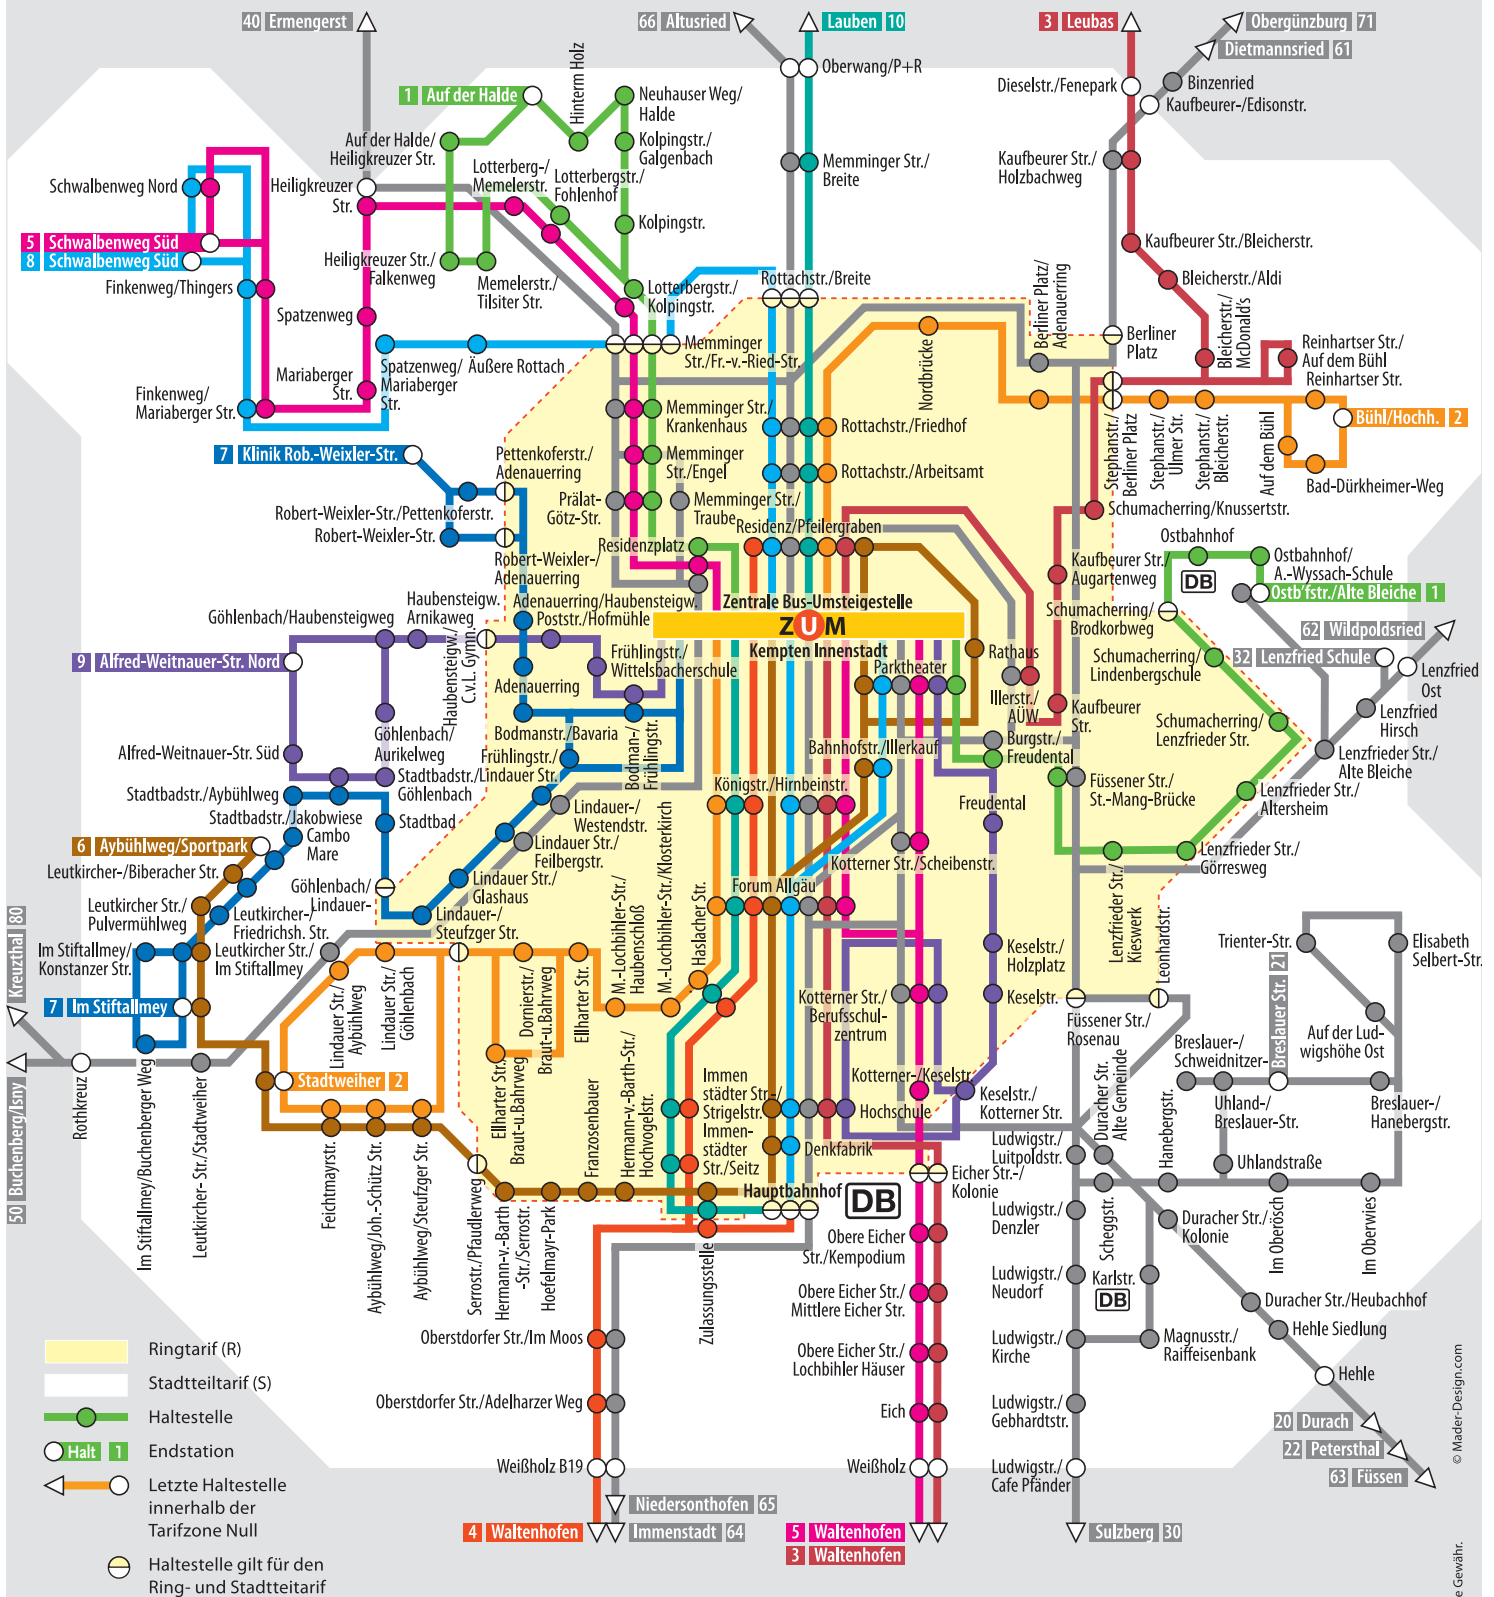 40 Ermengerst
66 Altusried
Lauben 10
3 Leubas
Obergünzburg 71
Dietmannsried 61
Oberwang/P+R
Dieselstr./Fenepark
Binzenried
Kaufbeurer-/Edisonstr.
1 Auf der Halde
Hinterm Holz
Neuhauser Weg/
Halde
Auf der Halde/
Heiligkreuzer Str.
Kolpingstr./
Galgenbach
Lotterberg-/
Memelerstr.
Lotterbergstr./
Fohlenhof
Memminger Str./
Breite
Kaufbeurer Str./
Holzbachweg
Schwalbenweg Nord
Heiligkreuzer
Str.
Kolpingstr.
5 Schwalbenweg Süd
8 Schwalbenweg Süd
Heiligkreuzer Str./
Falkenweg
Memelerstr./
Tilsiter Str.
Kaufbeurer Str./Bleicherstr.
Finkenweg/Thingers
Lotterbergstr./
Kolpingstr.
Rottachstr./Breite
Berliner Platz/
Adenauerring
Bleicherstr./Aldi
Spatzenweg
Memminger
Str./Fr.-v.-Ried-Str.
Nordbrücke
Berliner
Platz
Bleicherstr./
McDonald's
Reinhartser Str./
Auf dem Bühl
Reinhartser Str.
Mariaberger
Str.
Spatzenweg/
Mariaberger
Str.
Äußere Rottach
Finkenweg/
Mariaberger Str.
Memminger Str./
Krankenhaus
Rottachstr./Friedhof
Stephanstr./
Berliner Platz
Stephanstr./
Ulmer Str.
Stephanstr./
Bleicherstr.
Auf dem Bühl
Bühl/Hochh. 2
7 Klinik Rob.-Weixler-Str.
Pettenkoferstr./
Adenauerring
Memminger
Str./Engel
Rottachstr./Arbeitsamt
Bad-Dürkheimer-Weg
Robert-Weixler-Str./Pettenkoferstr.
Prälat-
Götz-Str.
Memminger Str./
Traube
Schumacherring/Knussertstr.
Robert-Weixler-Str.
Residenzplatz
Residenz/Pfeilergraben
Ostbahnhof
DB
Ostbahnhof/
A.-Wyssach-Schule
Robert-Weixler-/
Adenauerring
Kaufbeurer Str./
Augartenweg
Ostb'fstr./Alte Bleiche 1
Haubensteigw./
Arnikaweg
Adenauerring/Haubensteigw.
Poststr./Hofmühle
Zentrale Bus-Umsteigestelle
ZUM
Kempten Innenstadt
Schumacherring/
Brodkorbweg
62 Wildpoldsried
Göhlenbach/Haubensteigweg
Haubensteigw./
C.v.L. Gymn.
Frühlingstr./
Wittelsbacherschule
Parktheater
Rathaus
Schumacherring/
Lindenbergschule
32 Lenzfried Schule
Lenzfried
Ost
9 Alfred-Weitnauer-Str. Nord
Adenauerring
Illerstr./
AÜW
Kaufbeurer
Str.
Lenzfried
Hirsch
Schumacherring/
Lenzfrieder Str.
Göhlenbach/
Aurikelweg
Bodmanstr./Bavaria
Bodman-/
Frühlingstr.
Bahnhofstr./Illerkauf
Burgstr./
Freudental
Lenzfrieder Str./
Alte Bleiche
Alfred-Weitnauer-Str. Süd
Frühlingstr./
Lindauer Str.
Stadtbadstr./
Göhlenbach
Füssener Str./
St.-Mang-Brücke
Lenzfrieder Str./
Altersheim
Stadtbadstr./Aybühlweg
Königstr./Hirnbeinstr.
Freudental
Stadtbadstr./Jakobwiese
Cambo
Mare
Stadtbad
Lindauer-/
Westendstr.
Lindauer Str./
Feilbergstr.
6 Aybühlweg/Sportpark
Leutkircher-/Biberacher Str.
Kotterner Str./Scheibenstr.
Lenzfrieder Str./
Görresweg
Göhlenbach/
Lindauer-
Lindauer Str./
Glashaus
Forum Allgäu
Lenzfrieder Str./
Kieswerk
Leutkircher Str./
Pulvermühlweg
Leutkircher-/
Friedrichsh. Str.
Lindauer-/
Steufzger Str.
M.-Lochbihler-Str./
Haubenschloß
M.-Lochbihler-Str./Klosterkirch
Haslacher Str.
Leonhardstr.
Kreuzthal 80
Im Stiftallmey/
Konstanzer Str.
Leutkircher Str./
Im Stiftallmey
Keselstr./
Holzplatz
Trienter-Str.
Elisabeth
Selbert-Str.
7 Im Stiftallmey
Lindauer Str./
Aybühlweg
Lindauer Str./
Göhlenbach
Dornierstr./
Braut-u.Bahrweg
Ellharter Str.
Kotterner Str./
Berufsschul-
zentrum
Keselstr.
Füssener Str./
Rosenau
Breslauer Str. 21
Auf der Lud-
wigshöhe Ost
Breslauer-/
Schweidnitzer-
50 Buchenberg/Isny
Rothkreuz
Stadtweiher 2
Immen
städter Str-
Strigelstr.
Kotterner-/Keselstr.
Keselstr./
Kotterner Str.
Hochschule
Uhland-/
Breslauer-Str.
Breslauer-/
Hanebergstr.
Im Stiftallmey/Buchenberger Weg
Leutkircher- Str./Stadtweiher
Feichtmayrstr.
Aybühlweg/Joh.-Schütz Str.
Aybühlweg/Steufzger Str.
Ellharter Str./
Braut-u.Bahrweg
Franzosenbauer
Hermann-v.-Barth-Str./
Hochvogelstr.
Immen-
städter
Str./Seitz
Denkfabrik
Ludwigstr./
Luitpoldstr.
Duracher Str.
Alte Gemeinde
Hanebergstr.
Uhlandstraße
Serrostr./Pfaudlerweg
Hermann-v.-Barth
-Str./Serrostr.
Hoefelmayr-Park
Hauptbahnhof
DB
Eicher Str.-/
Kolonie
Ludwigstr./
Denzler
Scheggstr.
Duracher Str./
Kolonie
Im Oberösch
Im Oberwies
Zulassungsstelle
Obere Eicher
Str./Kempodium
Ludwigstr./
Neudorf
Karlstr.
DB
Obere Eicher Str./
Mittlere Eicher Str.
Duracher Str./Heubachhof
Hehle Siedlung
Oberstdorfer Str./Im Moos
Obere Eicher Str./
Lochbihler Häuser
Ludwigstr./
Kirche
Magnusstr./
Raiffeisenbank
Hehle
Oberstdorfer Str./Adelharzer Weg
Eich
Ludwigstr./
Gebhardtstr.
20 Durach
22 Petersthal
63 Füssen
Weißholz B19
Weißholz
Ludwigstr./
Cafe Pfänder
Niedersonthofen 65
4 Waltenhofen
Immenstadt 64
5 Waltenhofen
3 Waltenhofen
Sulzberg 30
Ringtarif (R)
Stadtteiltarif (S)
Haltestelle
Halt 1 Endstation
Letzte Haltestelle
innerhalb der
Tarifzone Null
Haltestelle gilt für den
Ring- und Stadtteitarif
© Mader-Design.com
e Gewähr.